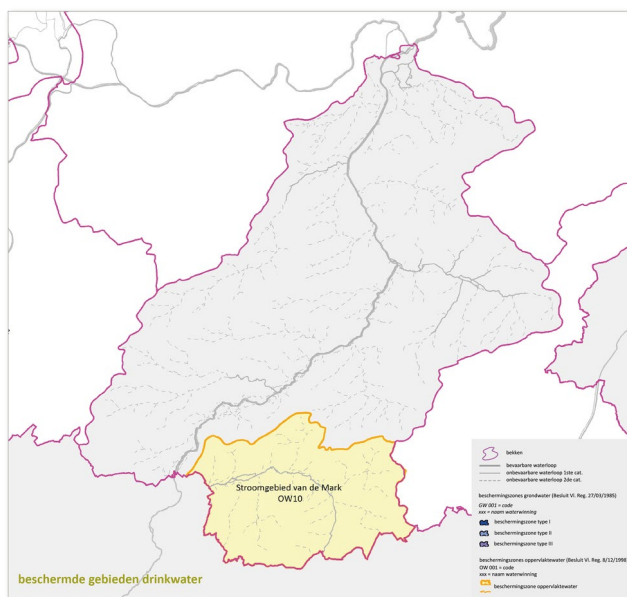 Stroomgebied van de Mark
OW10
bekken
bevaarbare waterloop
onbevaarbare waterloop 1ste cat.
onbevaarbare waterloop 2de cat.
beschermingszones grondwater (Besluit Vl. Reg. 27/03/1985)
GW 001 = code
xxx = naam waterwinning
beschermingszone type I
beschermingszone type II
beschermingszone type III
beschermingszones oppervlaktewater (Besluit Vl. Reg. 8/12/1998)
OW 001 = code
xxx = naam waterwinning
beschermingszone oppervlaktewater
beschermde gebieden drinkwater